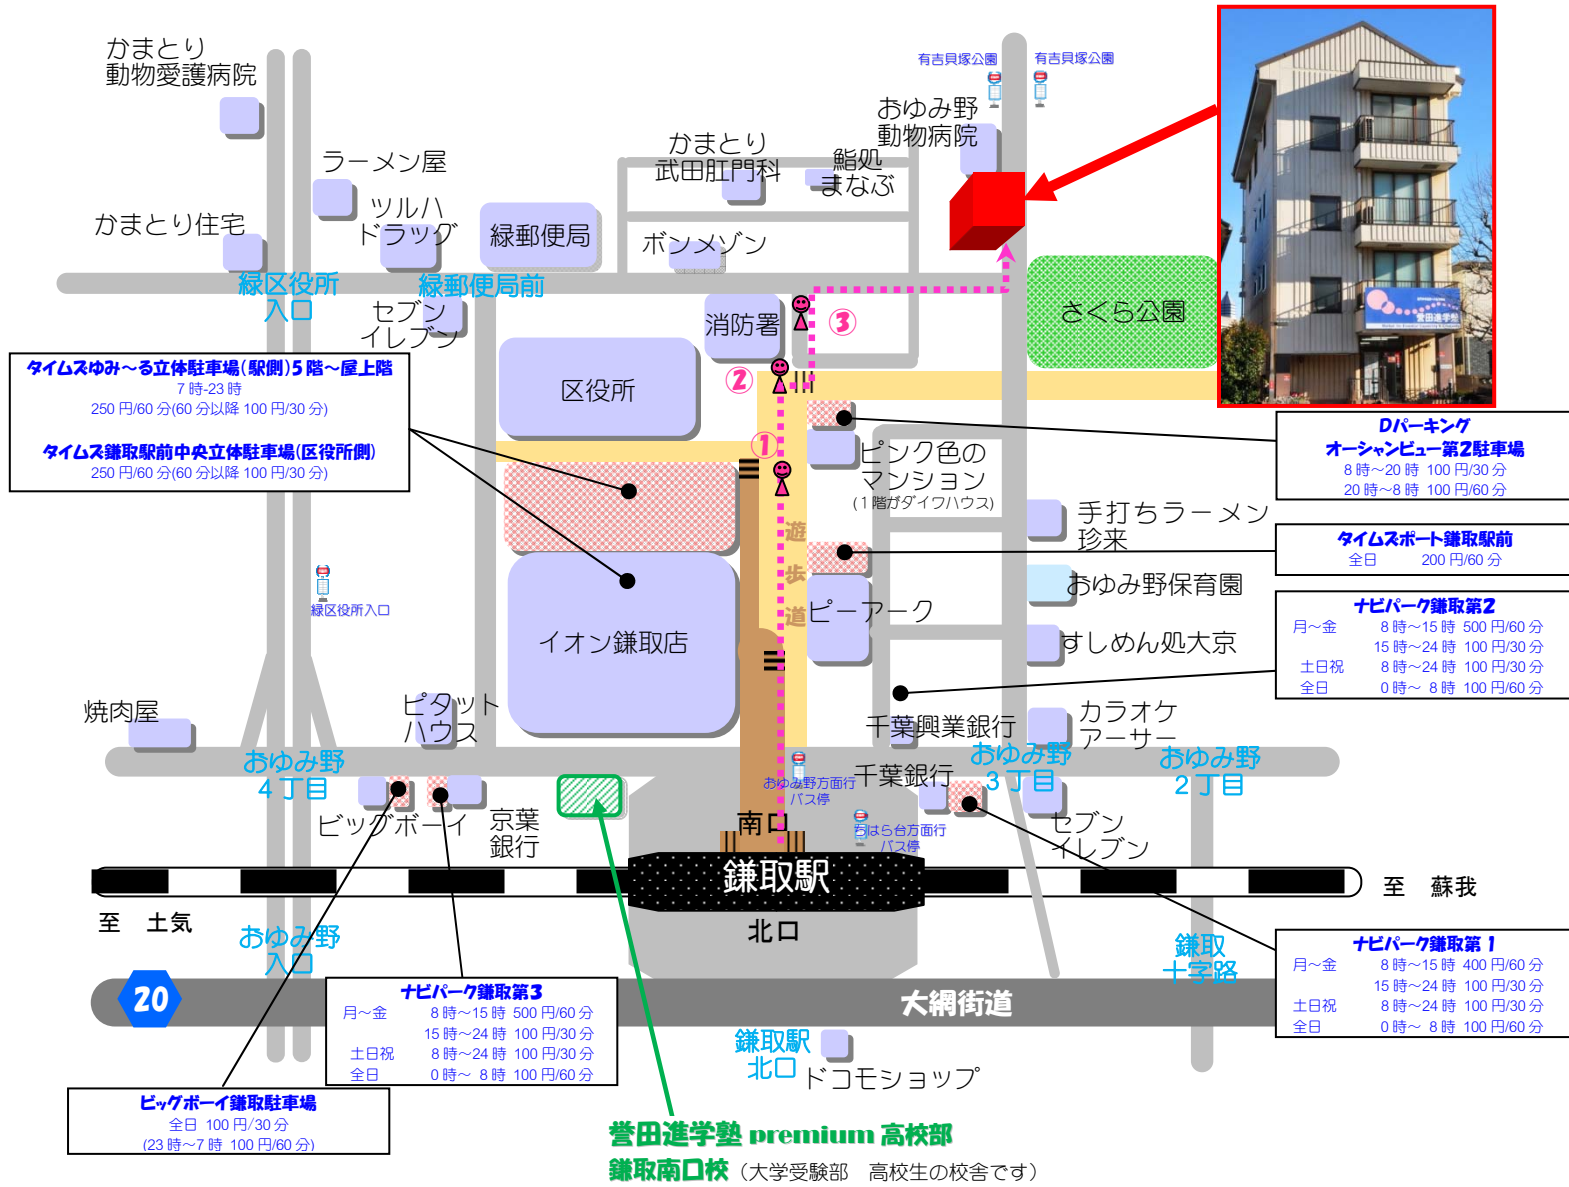 かまとり
動物愛護病院
ラーメン屋
かまとり住宅
ツルハ
ドラッグ
緑郵便局
かまとり
武田肛門科
鮨処
まなぶ
ボンメゾン
おゆみ野
動物病院
有吉貝塚公園
有吉貝塚公園
誉田進学塾
緑区役所
入口
緑郵便局前
セブン
イレブン
消防署
③
さくら公園
区役所
②
①
タイムズゆみ～る立体駐車場(駅側)５階～屋上階
7時-23時
250円/60分(60分以降100円/30分)
タイムズ鎌取駅前中央立体駐車場(区役所側)
250円/60分(60分以降100円/30分)
ピンク色の
マンション
(1階がダイワハウス)
Dパーキング
オーシャンビュー第2駐車場
8時～20時 100円/30分
20時～8時 100円/60分
手打ちラーメン
珍来
タイムズポート鎌取駅前
全日 200円/60分
遊歩道
おゆみ野保育園
緑区役所入口
イオン鎌取店
ピーアーク
すしめん処大京
ナビパーク鎌取第2
月～金 8時～15時 500円/60分
15時～24時 100円/30分
土日祝 8時～24時 100円/30分
全日 0時～ 8時 100円/60分
焼肉屋
ピタット
ハウス
千葉興業銀行
カラオケ
アーサー
おゆみ野
4丁目
おゆみ野
3丁目
おゆみ野
2丁目
おゆみ野方面行
バス停
千葉銀行
ビッグボーイ
京葉
銀行
南口
ちはら台方面行
バス停
セブン
イレブン
鎌取駅
至 土気
至 蘇我
北口
おゆみ野
入口
鎌取
十字路
20
大網街道
ナビパーク鎌取第3
月～金 8時～15時 500円/60分
15時～24時 100円/30分
土日祝 8時～24時 100円/30分
全日 0時～ 8時 100円/60分
ナビパーク鎌取第1
月～金 8時～15時 400円/60分
15時～24時 100円/30分
土日祝 8時～24時 100円/30分
全日 0時～ 8時 100円/60分
鎌取駅
北口
ドコモショップ
ビッグボーイ鎌取駐車場
全日 100円/30分
(23時～7時 100円/60分)
誉田進学塾 premium 高校部
鎌取南口校（大学受験部 高校生の校舎です）